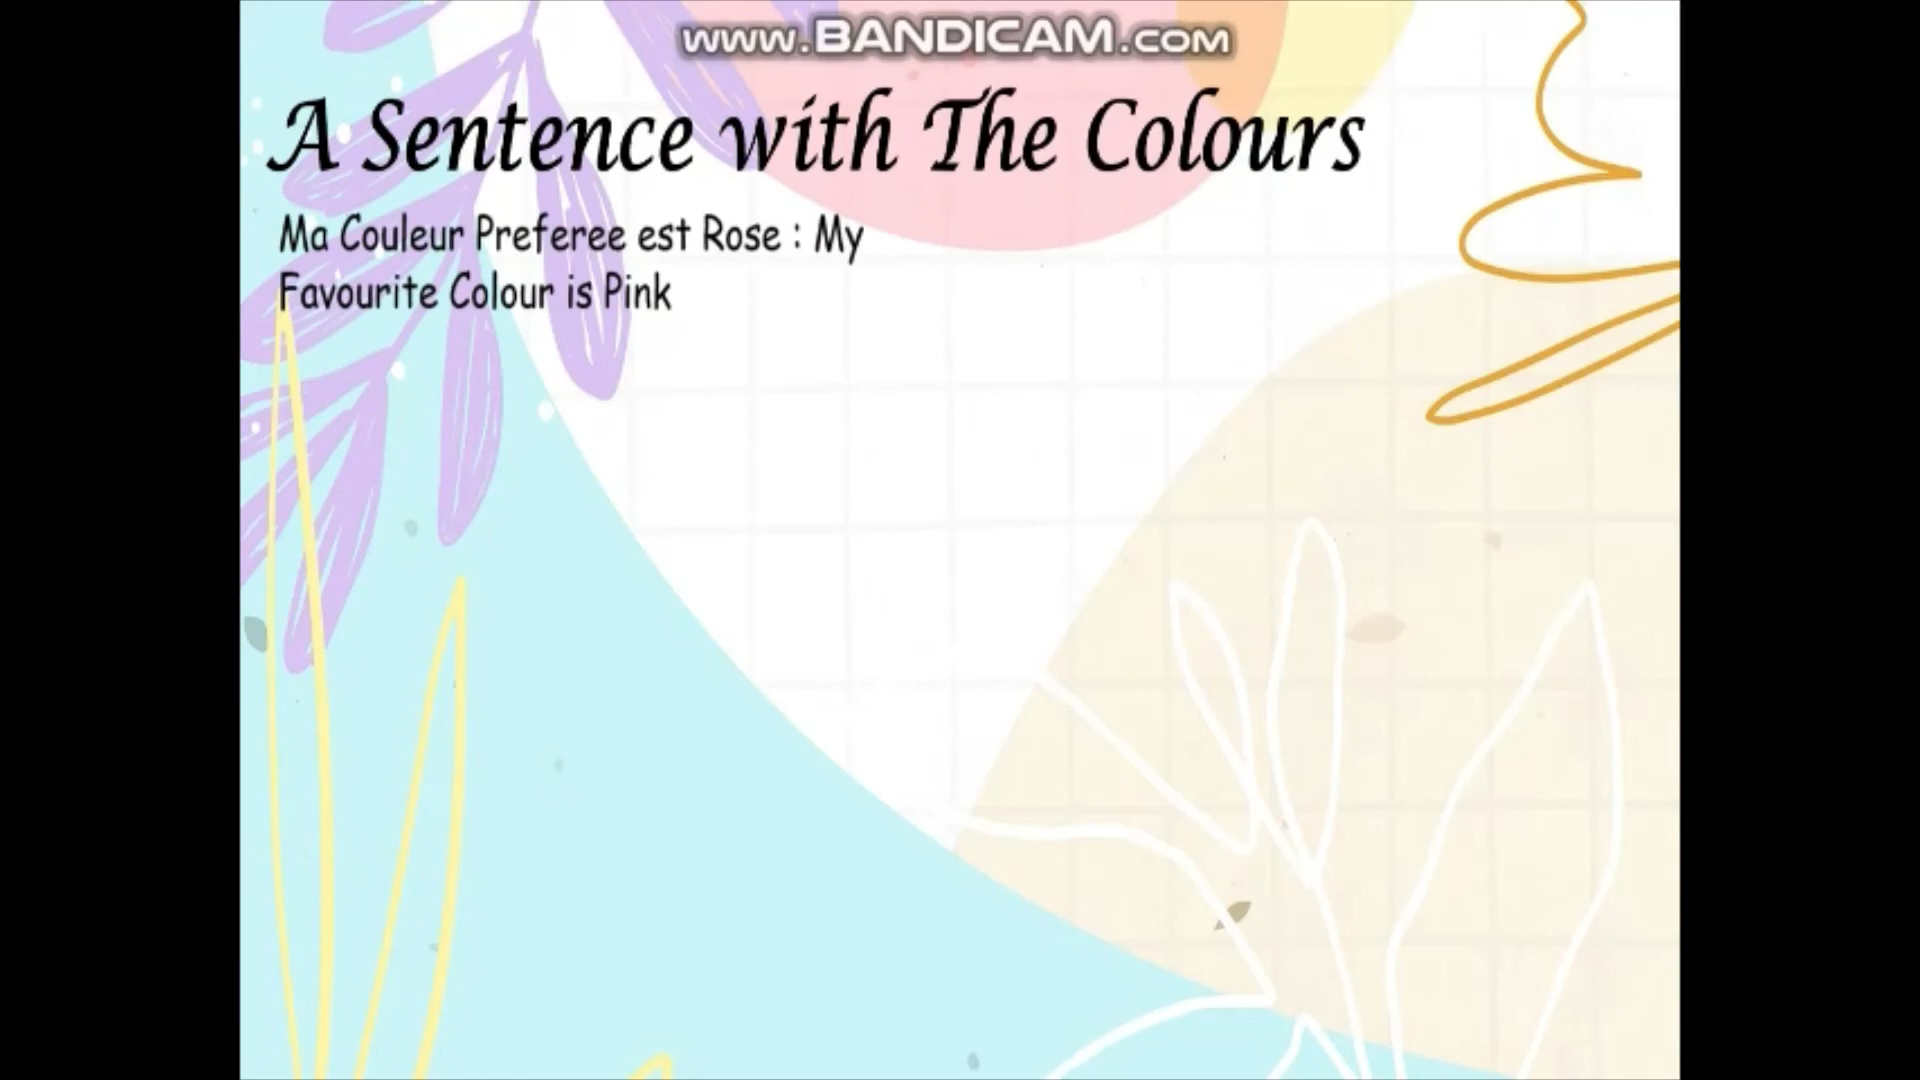 www.BANDICAM.com
A Sentence with The Colours
Ma Couleur Preferee est Rose : My
Favourite Colour is Pink